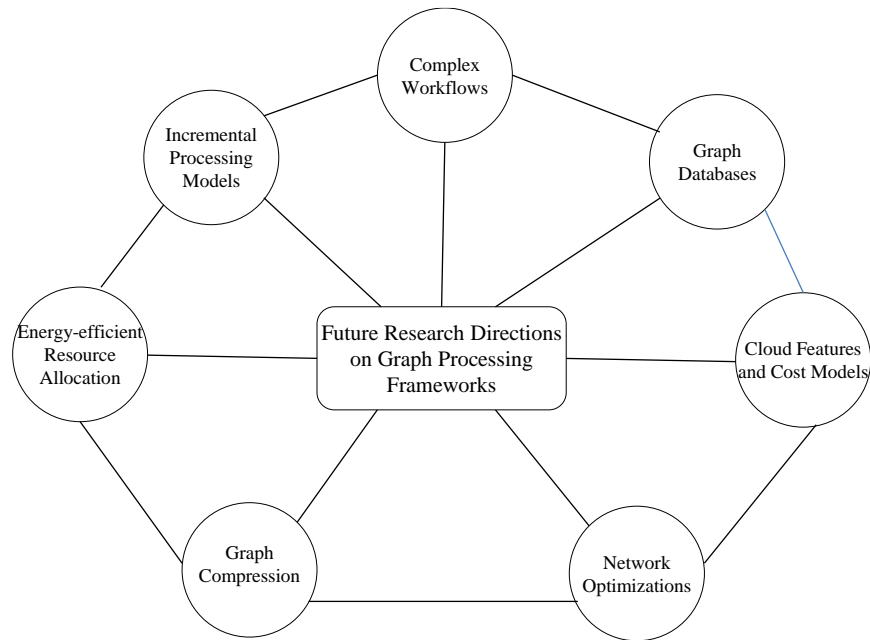 Complex
Workflows
Incremental
Processing
Models
Graph
Databases
Energy-efficient
Resource
Allocation
Future Research Directions
on Graph Processing
Frameworks
Cloud Features
and Cost Models
Graph
Compression
Network
Optimizations